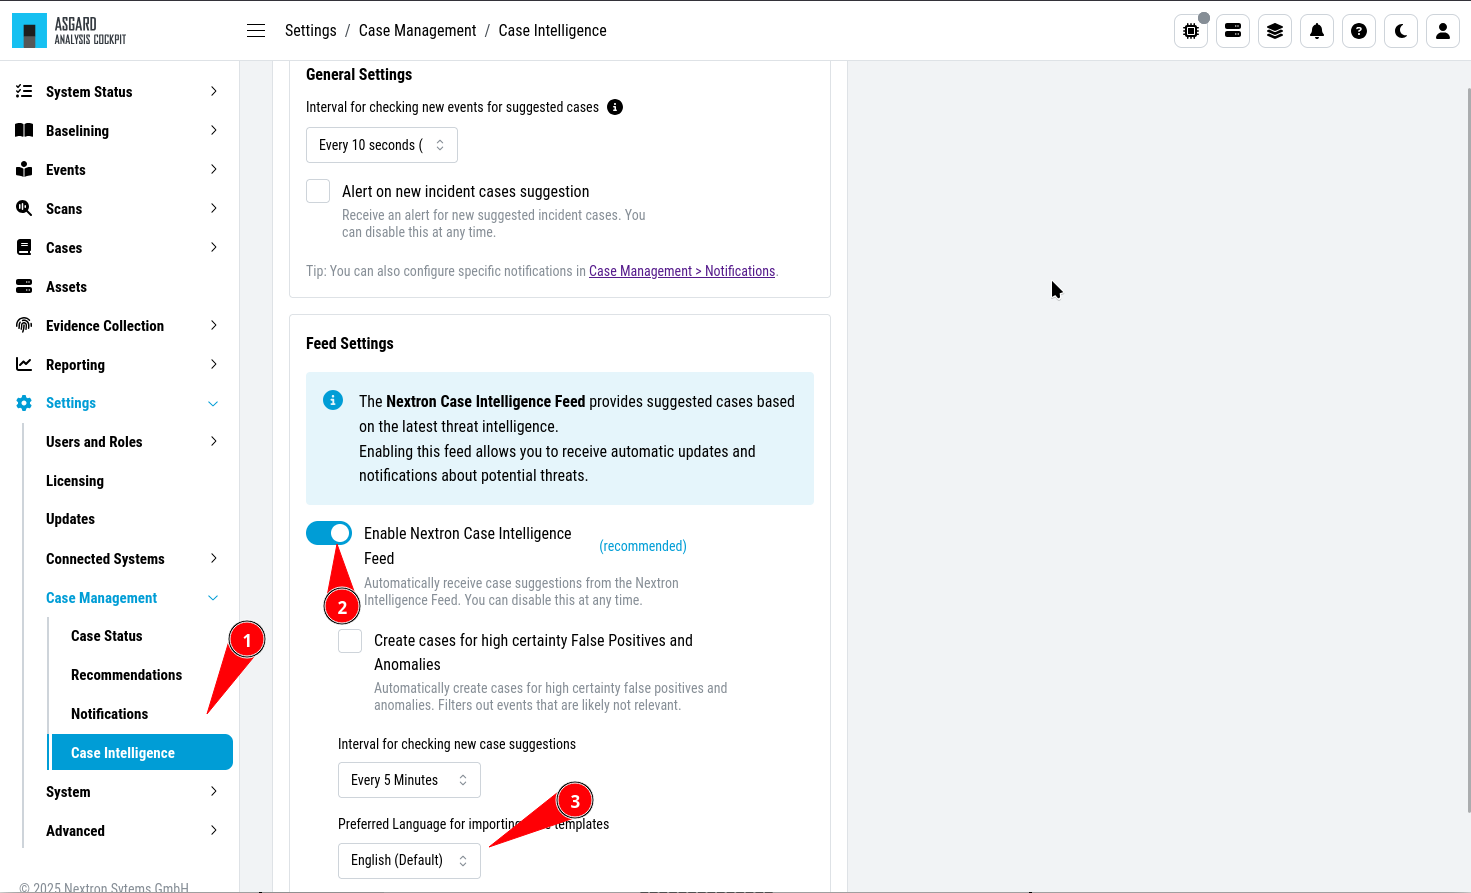 ASGARD
ANALYSIS COCKPIT
Settings / Case Management / Case Intelligence
System Status
Baselining
Events
Scans
Cases
Assets
Evidence Collection
Reporting
Settings
Users and Roles
Licensing
Updates
Connected Systems
Case Management
Case Status
Recommendations
Notifications
Case Intelligence
System
Advanced
© 2025 Nextron Sytems GmbH
1
General Settings
Interval for checking new events for suggested cases
Every 10 seconds (
Alert on new incident cases suggestion
Receive an alert for new suggested incident cases. You
can disable this at any time.
Tip: You can also configure specific notifications in Case Management > Notifications.
Feed Settings
The Nextron Case Intelligence Feed provides suggested cases based
on the latest threat intelligence.
Enabling this feed allows you to receive automatic updates and
notifications about potential threats.
Enable Nextron Case Intelligence
Feed
(recommended)
Automatically receive case suggestions from the Nextron
Intelligence Feed. You can disable this at any time.
2
Create cases for high certainty False Positives and
Anomalies
Automatically create cases for high certainty false positives and
anomalies. Filters out events that are likely not relevant.
Interval for checking new case suggestions
Every 5 Minutes
3
Preferred Language for importing templates
English (Default)